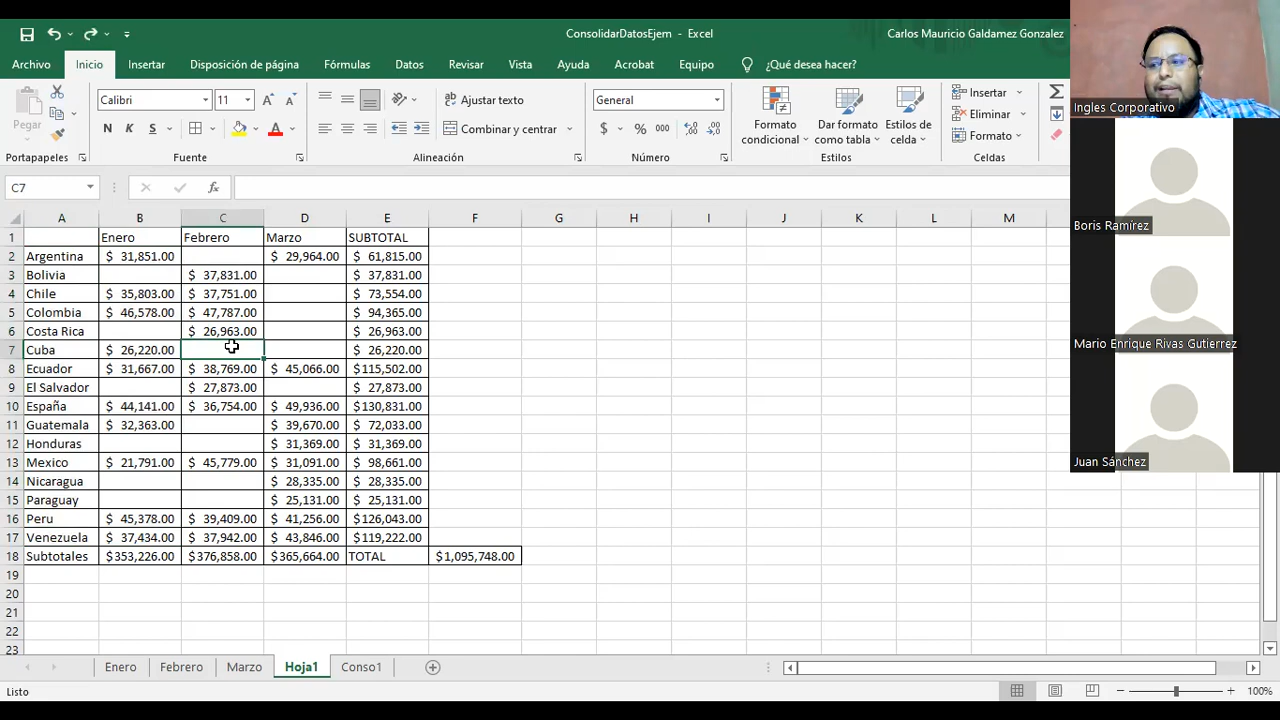 ConsolidarDatosEjem - Excel
Carlos Mauricio Galdamez Gonzalez
Archivo Inicio Insertar Disposición de página Fórmulas Datos Revisar Vista Ayuda Acrobat Equipo ¿Qué desea hacer?
Pegar
Calibri 11
N K S
Ajustar texto
Combinar y centrar
General
$ % 000
Formato condicional
Dar formato como tabla
Estilos de celda
Insertar
Eliminar
Formato
Portapapeles Fuente Alineación Número Estilos Celdas
C7
A B C D E F G H I J K L M
1 Enero Febrero Marzo SUBTOTAL
2 Argentina $ 31,851.00 $ 29,964.00 $ 61,815.00
3 Bolivia $ 37,831.00 $ 37,831.00
4 Chile $ 35,803.00 $ 37,751.00 $ 73,554.00
5 Colombia $ 46,578.00 $ 47,787.00 $ 94,365.00
6 Costa Rica $ 26,963.00 $ 26,963.00
7 Cuba $ 26,220.00 $ 26,220.00
8 Ecuador $ 31,667.00 $ 38,769.00 $ 45,066.00 $115,502.00
9 El Salvador $ 27,873.00 $ 27,873.00
10 España $ 44,141.00 $ 36,754.00 $ 49,936.00 $130,831.00
11 Guatemala $ 32,363.00 $ 39,670.00 $ 72,033.00
12 Honduras $ 31,369.00 $ 31,369.00
13 Mexico $ 21,791.00 $ 45,779.00 $ 31,091.00 $ 98,661.00
14 Nicaragua $ 28,335.00 $ 28,335.00
15 Paraguay $ 25,131.00 $ 25,131.00
16 Peru $ 45,378.00 $ 39,409.00 $ 41,256.00 $126,043.00
17 Venezuela $ 37,434.00 $ 37,942.00 $ 43,846.00 $119,222.00
18 Subtotales $353,226.00 $376,858.00 $365,664.00 TOTAL $1,095,748.00
19
20
21
22
23
Enero Febrero Marzo Hoja1 Conso1
Listo
100%
Ingles Corporativo
Boris Ramírez
Mario Enrique Rivas Gutierrez
Juan Sánchez